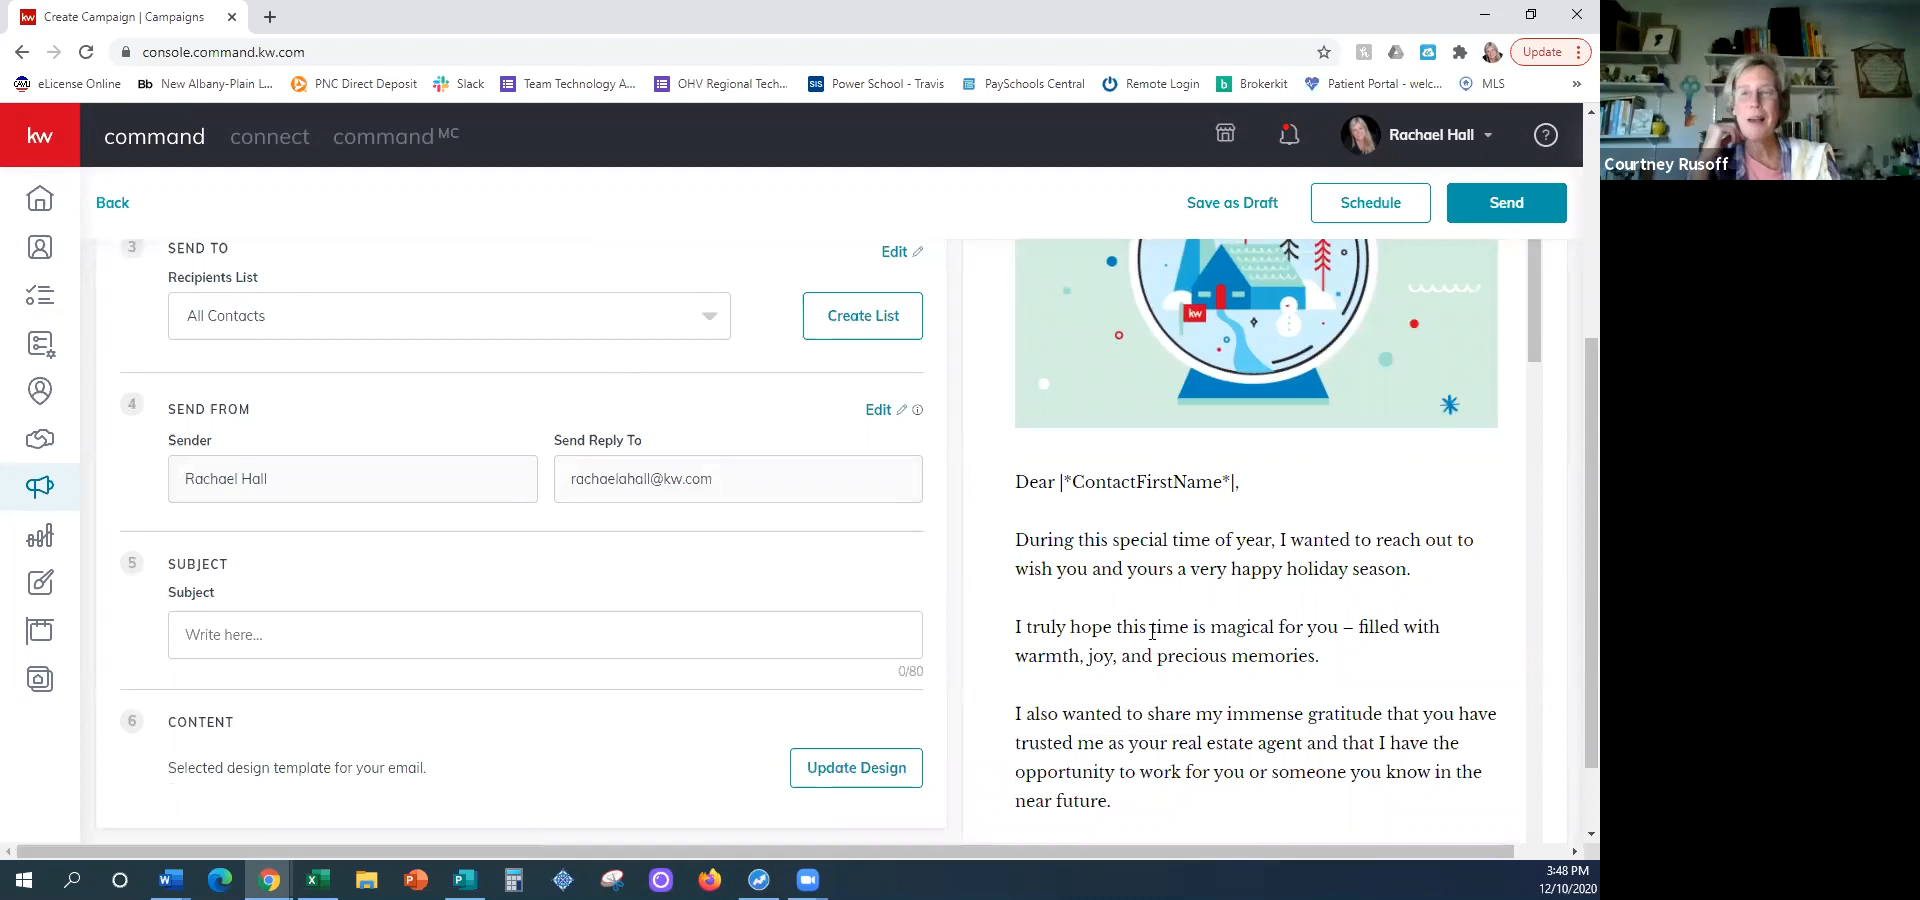 Create Campaign | Campaigns
console.command.kw.com
Update
eLicense Online
New Albany-Plain L...
PNC Direct Deposit
Slack
Team Technology A...
OHV Regional Tech...
Power School - Travis
PaySchools Central
Remote Login
Brokerkit
Patient Portal - welc...
MLS
kw
command
connect
command MC
Rachael Hall
Back
Save as Draft
Schedule
Send
3
SEND TO
Edit
Recipients List
All Contacts
Create List
4
SEND FROM
Edit
Sender
Send Reply To
Rachael Hall
rachaelahall@kw.com
5
SUBJECT
Subject
Write here...
0/80
6
CONTENT
Selected design template for your email.
Update Design
kw
Dear |*ContactFirstName*|,
During this special time of year, I wanted to reach out to
wish you and yours a very happy holiday season.
I truly hope this time is magical for you – filled with
warmth, joy, and precious memories.
I also wanted to share my immense gratitude that you have
trusted me as your real estate agent and that I have the
opportunity to work for you or someone you know in the
near future.
Courtney Rusoff
3:48 PM
12/10/2020